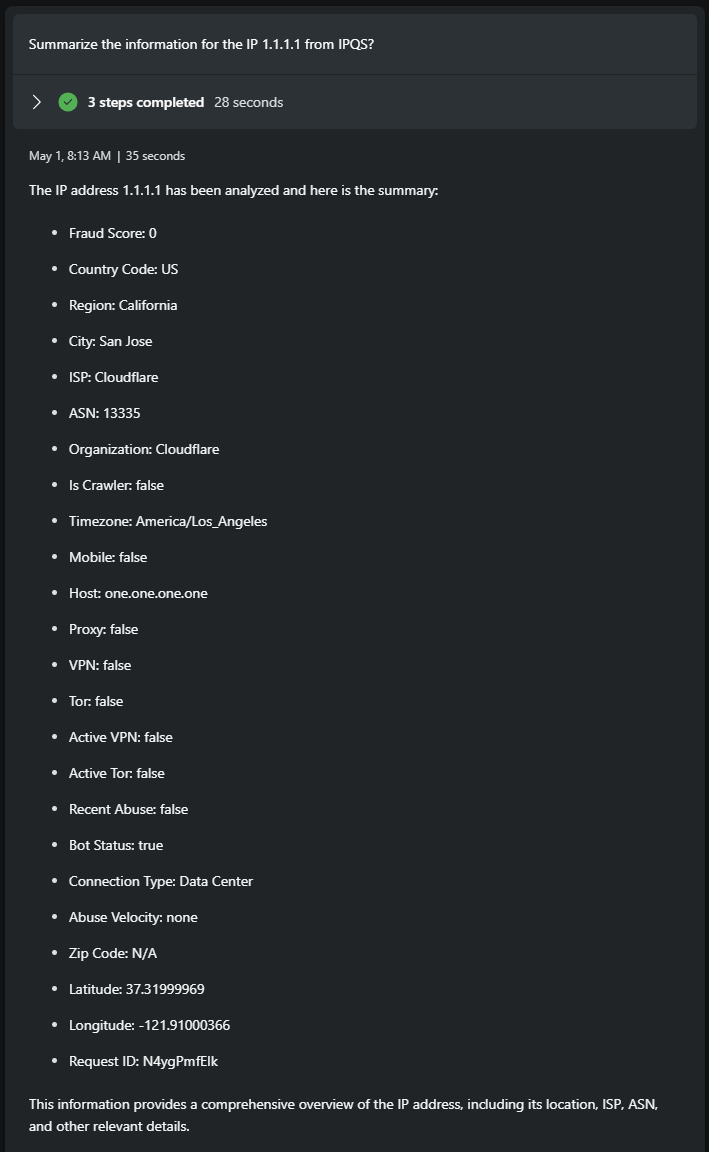 Summarize the information for the IP 1.1.1.1 from IPQS?
3 steps completed 28 seconds
May 1, 8:13 AM | 35 seconds
The IP address 1.1.1.1 has been analyzed and here is the summary:
• Fraud Score: 0
• Country Code: US
• Region: California
• City: San Jose
• ISP: Cloudflare
• ASN: 13335
• Organization: Cloudflare
• Is Crawler: false
• Timezone: America/Los_Angeles
• Mobile: false
• Host: one.one.one.one
• Proxy: false
• VPN: false
• Tor: false
• Active VPN: false
• Active Tor: false
• Recent Abuse: false
• Bot Status: true
• Connection Type: Data Center
• Abuse Velocity: none
• Zip Code: N/A
• Latitude: 37.31999969
• Longitude: -121.91000366
• Request ID: N4ygPmfElk
This information provides a comprehensive overview of the IP address, including its location, ISP, ASN,
and other relevant details.